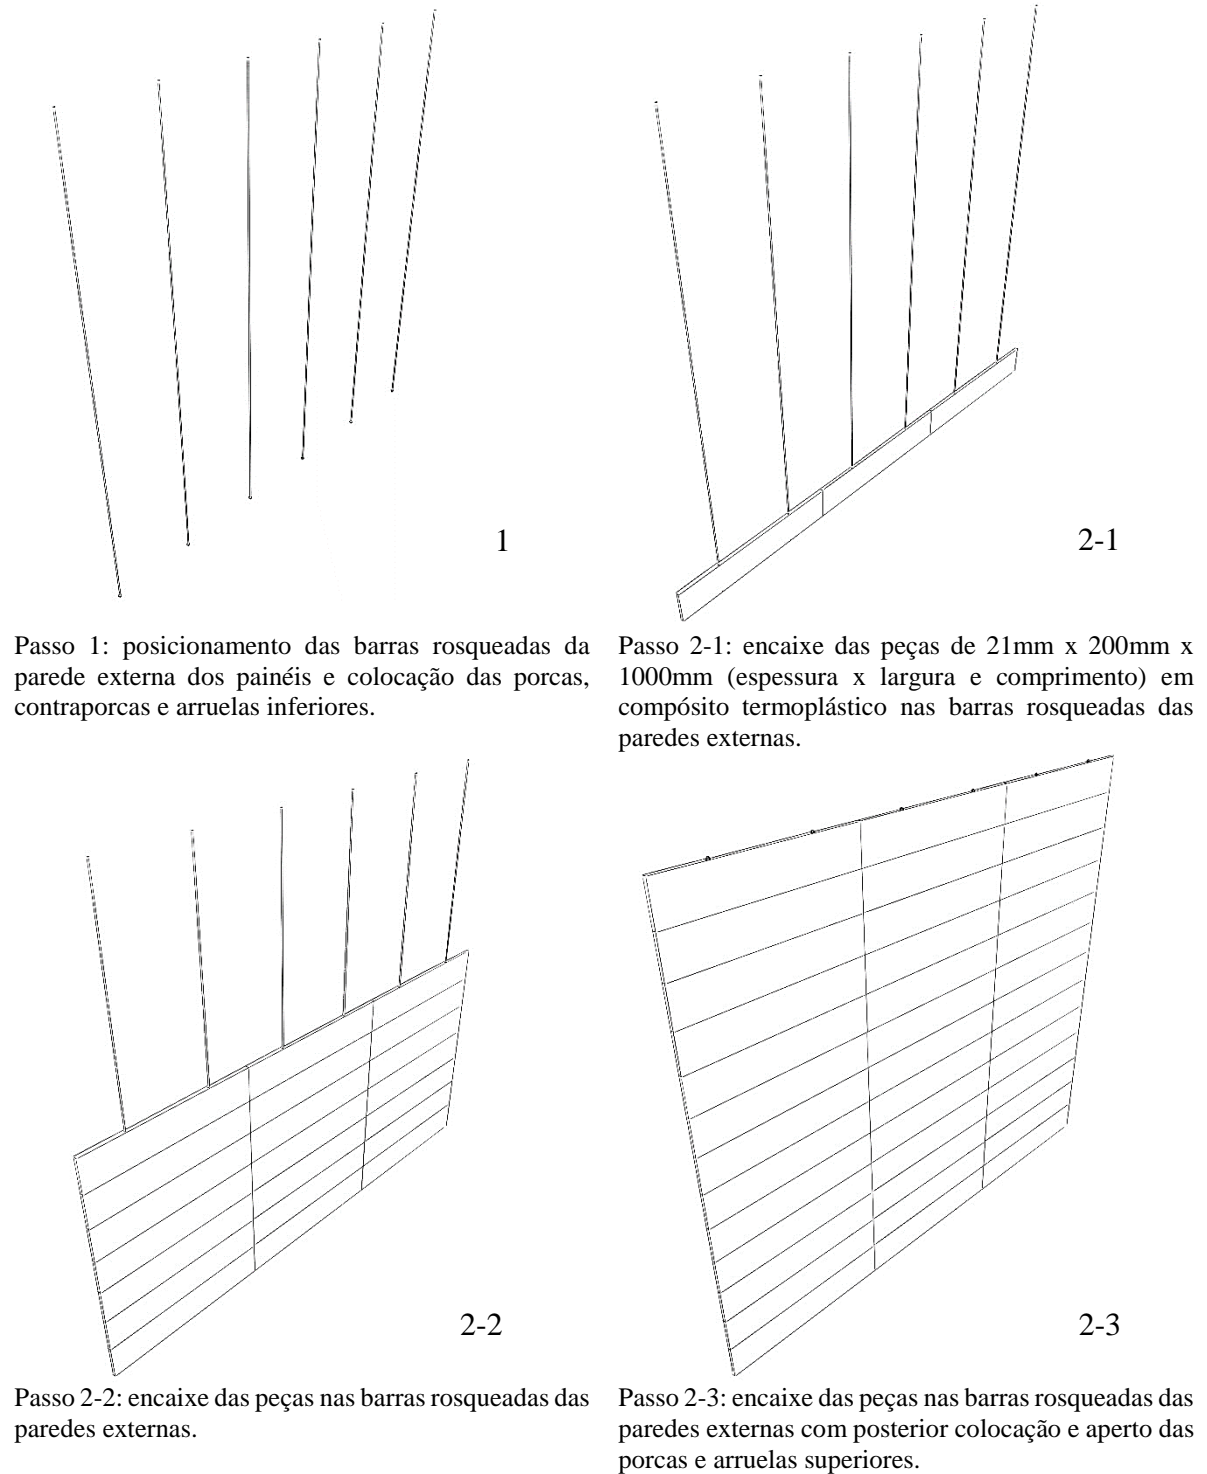 1
2-1
Passo 1: posicionamento das barras rosqueadas da
parede externa dos painéis e colocação das porcas,
contraporcas e arruelas inferiores.
Passo 2-1: encaixe das peças de 21mm x 200mm x
1000mm (espessura x largura e comprimento) em
compósito termoplástico nas barras rosqueadas das
paredes externas.
2-2
2-3
Passo 2-2: encaixe das peças nas barras rosqueadas das
paredes externas.
Passo 2-3: encaixe das peças nas barras rosqueadas das
paredes externas com posterior colocação e aperto das
porcas e arruelas superiores.